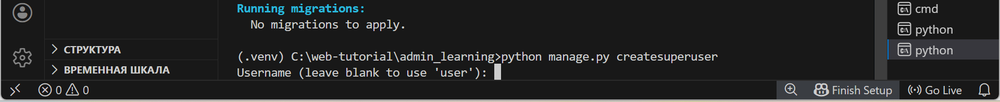 Running migrations:
No migrations to apply.
(.venv) C:\web-tutorial\admin_learning>python manage.py createsuperuser
Username (leave blank to use 'user'):
СТРУКТУРА
ВРЕМЕННАЯ ШКАЛА
cmd
python
python
0 0
Finish Setup
Go Live